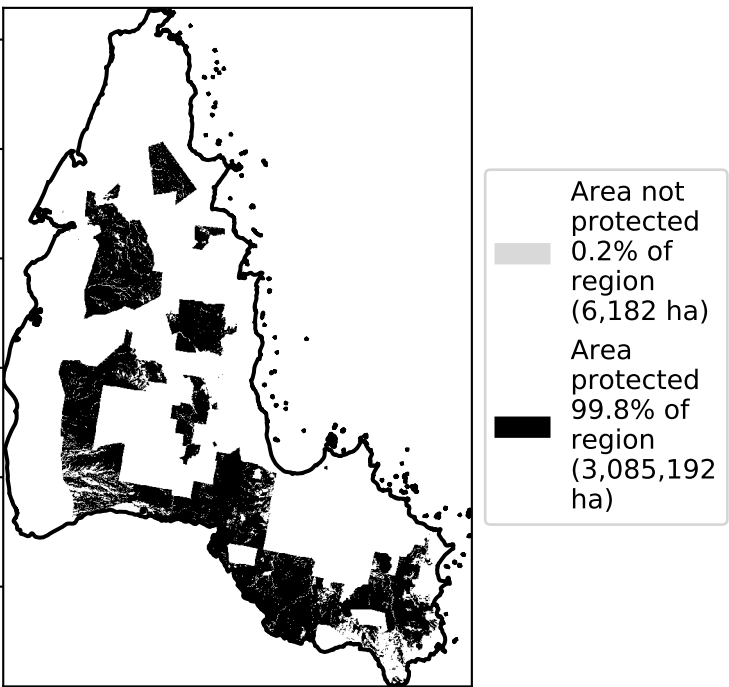 Area not
protected
0.2% of
region
(6,182 ha)
Area
protected
99.8% of
region
(3,085,192
ha)